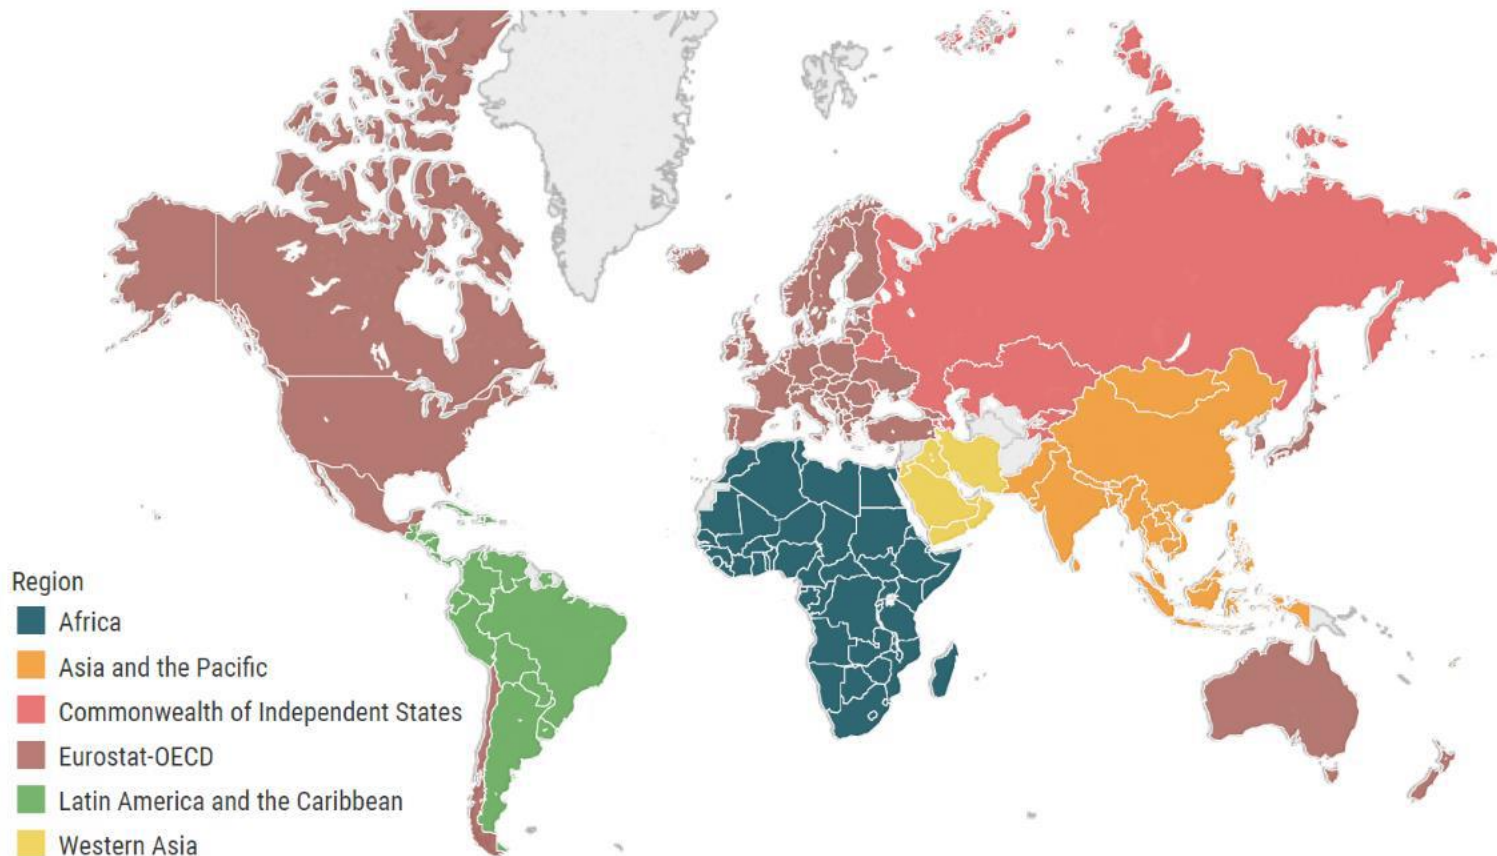 Region
Africa
Asia and the Pacific
Commonwealth of Independent States
Eurostat-OECD
Latin America and the Caribbean
Western Asia